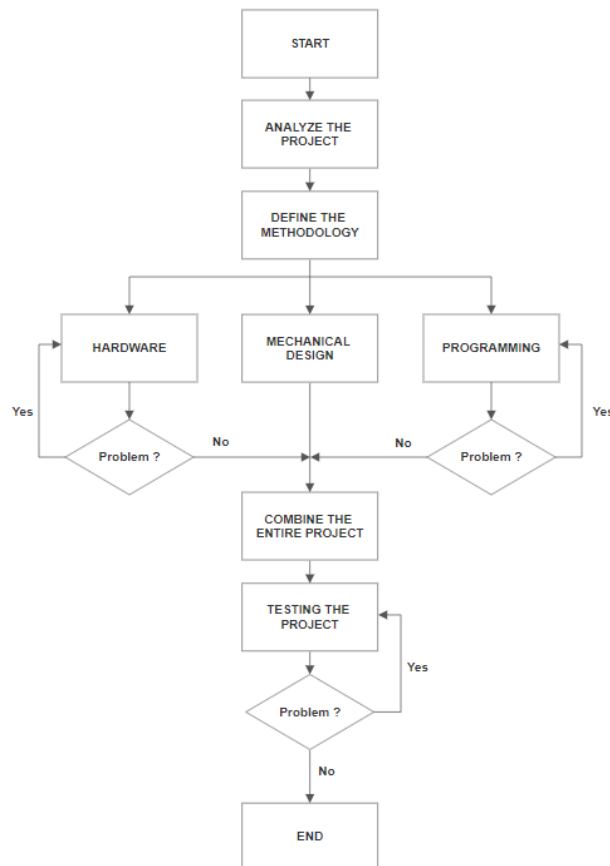 START
ANALYZE THE
PROJECT
DEFINE THE
METHODOLOGY
HARDWARE
MECHANICAL
DESIGN
PROGRAMMING
Yes
Problem ?
No
No
Problem ?
Yes
COMBINE THE
ENTIRE PROJECT
TESTING THE
PROJECT
Yes
Problem ?
No
END